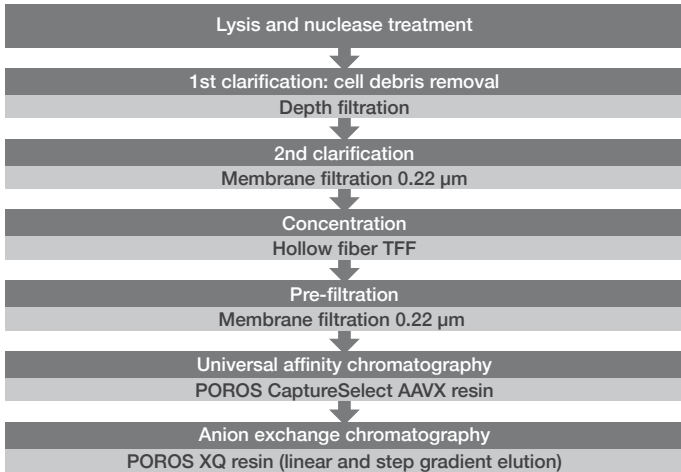 Lysis and nuclease treatment
1st clarification: cell debris removal
Depth filtration
2nd clarification
Membrane filtration 0.22 µm
Concentration
Hollow fiber TFF
Pre-filtration
Membrane filtration 0.22 µm
Universal affinity chromatography
POROS CaptureSelect AAVX resin
Anion exchange chromatography
POROS XQ resin (linear and step gradient elution)